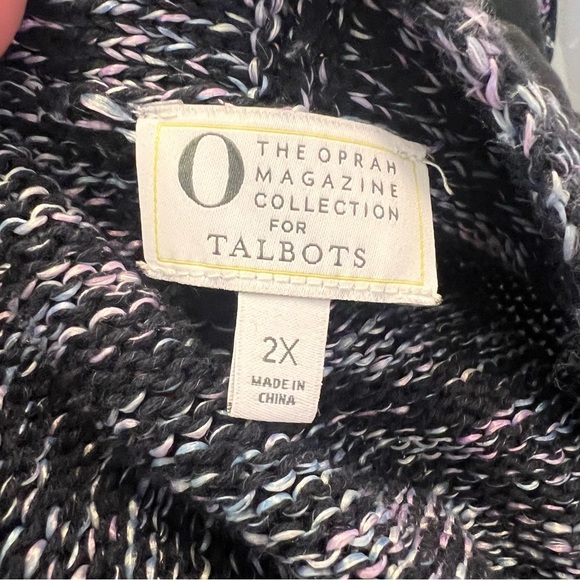 O
THE OPRAH
MAGAZINE
COLLECTION
FOR
TALBOTS
2X
MADE IN
CHINA